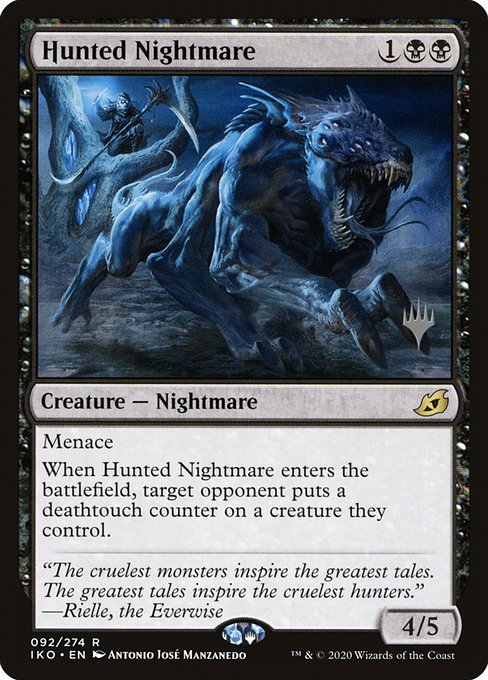 Hunted Nightmare 1
Creature — Nightmare
Menace
When Hunted Nightmare enters the
battlefield, target opponent puts a
deathtouch counter on a creature they
control.
“The cruelest monsters inspire the greatest tales.
The greatest tales inspire the cruelest hunters.”
—Rielle, the Everwise
4/5
092/274 R
IKO • EN Antonio José Manzanedo ™ & © 2020 Wizards of the Coast